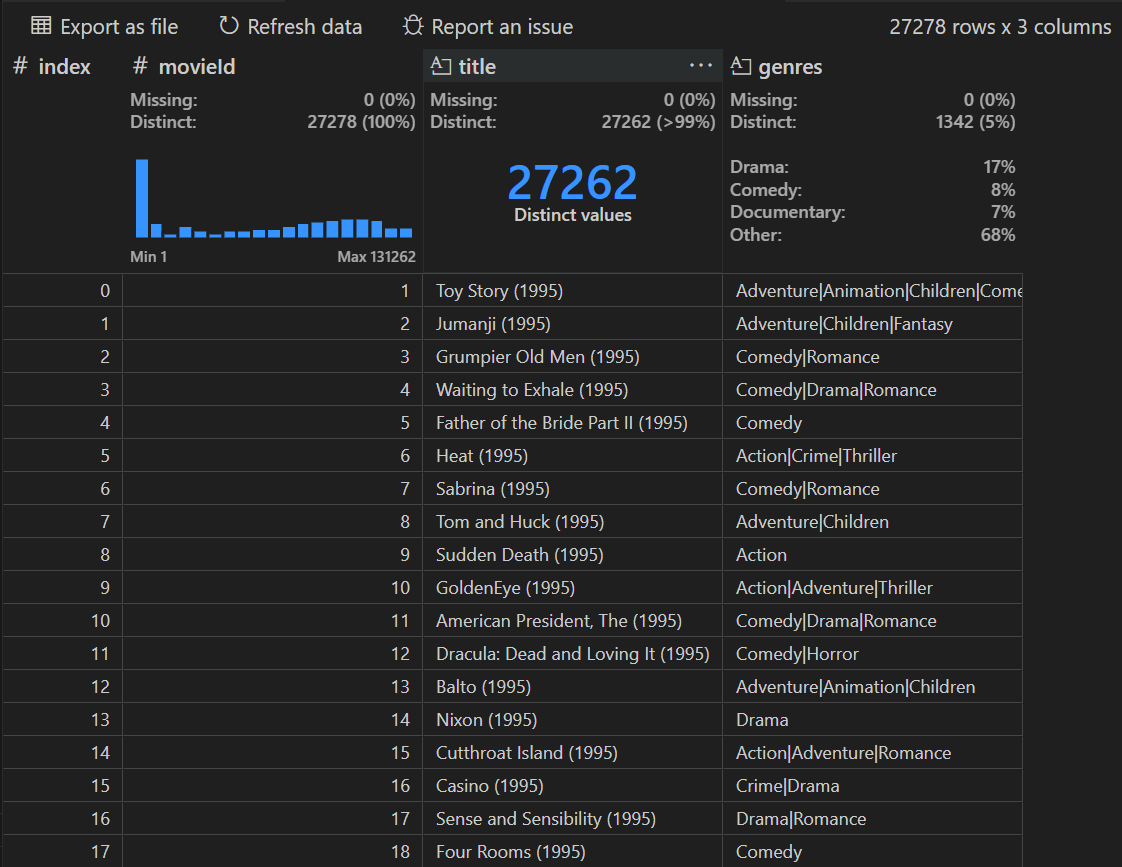 Export as file Refresh data Report an issue 27278 rows x 3 columns
# index # movieId title ··· genres
Missing: 0 (0%) Missing: 0 (0%) Missing: 0 (0%)
Distinct: 27278 (100%) Distinct: 27262 (>99%) Distinct: 1342 (5%)
27262
Distinct values
Drama: 17%
Comedy: 8%
Documentary: 7%
Other: 68%
Min 1 Max 131262
0 1 Toy Story (1995) Adventure|Animation|Children|Come
1 2 Jumanji (1995) Adventure|Children|Fantasy
2 3 Grumpier Old Men (1995) Comedy|Romance
3 4 Waiting to Exhale (1995) Comedy|Drama|Romance
4 5 Father of the Bride Part II (1995) Comedy
5 6 Heat (1995) Action|Crime|Thriller
6 7 Sabrina (1995) Comedy|Romance
7 8 Tom and Huck (1995) Adventure|Children
8 9 Sudden Death (1995) Action
9 10 GoldenEye (1995) Action|Adventure|Thriller
10 11 American President, The (1995) Comedy|Drama|Romance
11 12 Dracula: Dead and Loving It (1995) Comedy|Horror
12 13 Balto (1995) Adventure|Animation|Children
13 14 Nixon (1995) Drama
14 15 Cutthroat Island (1995) Action|Adventure|Romance
15 16 Casino (1995) Crime|Drama
16 17 Sense and Sensibility (1995) Drama|Romance
17 18 Four Rooms (1995) Comedy